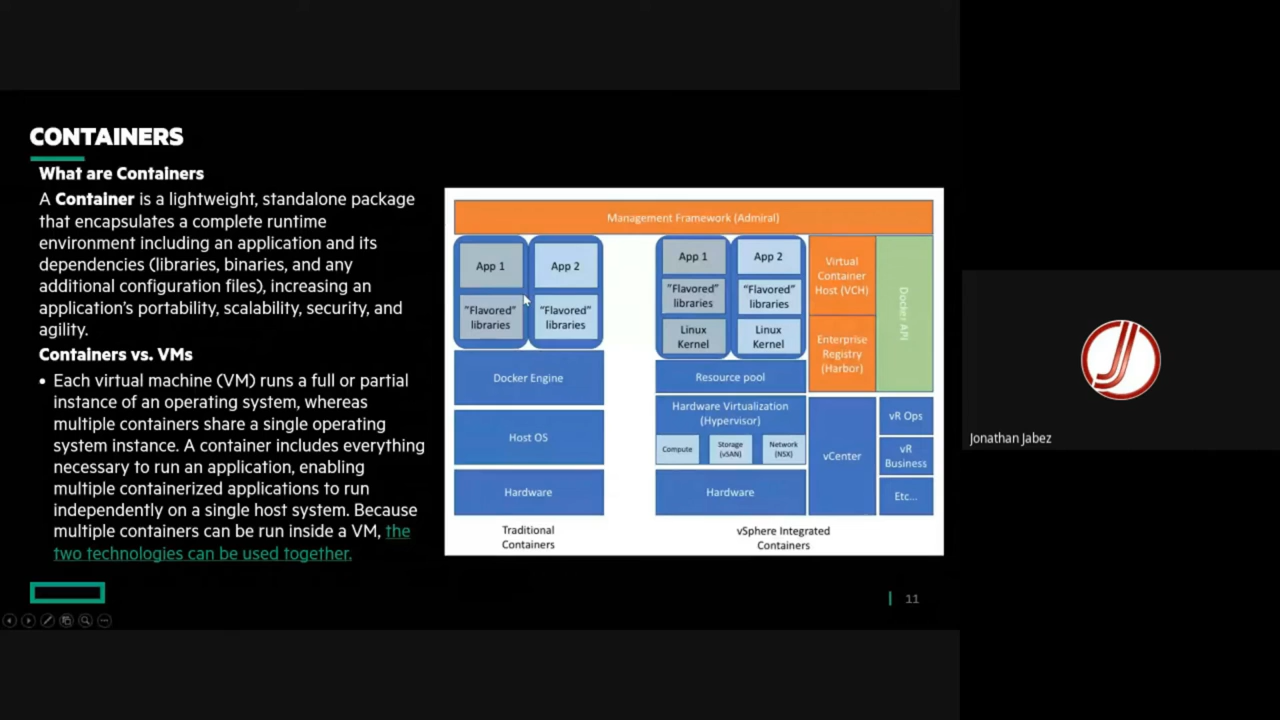 CONTAINERS
What are Containers
A Container is a lightweight, standalone package
that encapsulates a complete runtime
environment including an application and its
dependencies (libraries, binaries, and any
additional configuration files), increasing an
application's portability, scalability, security, and
agility.
Containers vs. VMs
• Each virtual machine (VM) runs a full or partial
instance of an operating system, whereas
multiple containers share a single operating
system instance. A container includes everything
necessary to run an application, enabling
multiple containerized applications to run
independently on a single host system. Because
multiple containers can be run inside a VM, the
two technologies can be used together.
Management Framework (Admiral)
App 1
App 2
"Flavored"
libraries
"Flavored"
libraries
Docker Engine
Host OS
Hardware
Traditional
Containers
App 1
App 2
"Flavored"
libraries
"Flavored"
libraries
Linux
Kernel
Linux
Kernel
Resource pool
Hardware Virtualization
(Hypervisor)
Compute
Storage
(vSAN)
Network
(NSX)
Hardware
Virtual
Container
Host (VCH)
Enterprise
Registry
(Harbor)
Docker API
vCenter
vR Ops
vR
Business
Etc...
vSphere Integrated
Containers
11
Jonathan Jabez